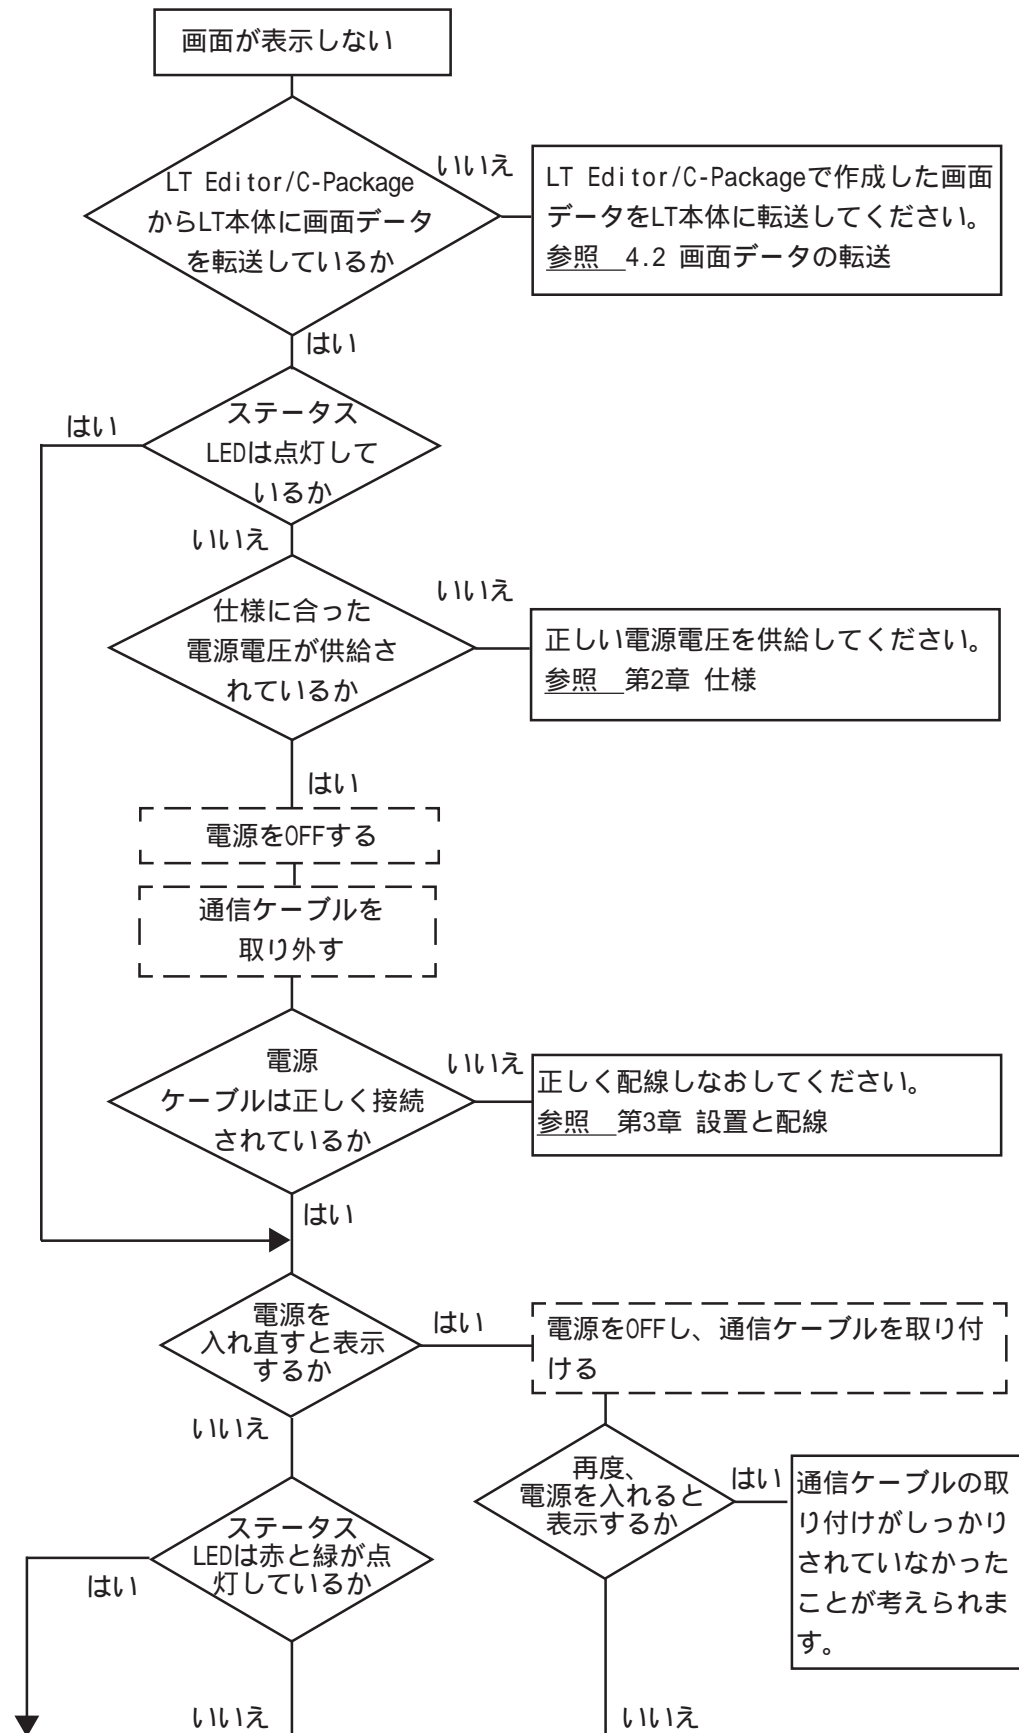 画面が表示しない
LT Editor/C-Package
からLT本体に画面データ
を転送しているか
いいえ
LT Editor/C-Packageで作成した画面
データをLT本体に転送してください。
参照 4.2 画面データの転送
はい
ステータス
LEDは点灯して
いるか
はい
いいえ
仕様に合った
電源電圧が供給さ
れているか
いいえ
正しい電源電圧を供給してください。
参照 第2章 仕様
はい
電源をOFFする
通信ケーブルを
取り外す
電源
ケーブルは正しく接続
されているか
いいえ
正しく配線しなおしてください。
参照 第3章 設置と配線
はい
電源を
入れ直すと表示
するか
はい
電源をOFFし、通信ケーブルを取り付
ける
いいえ
再度、
電源を入れると
表示するか
はい
通信ケーブルの取
り付けがしっかり
されていなかった
ことが考えられま
す。
ステータス
LEDは赤と緑が点
灯しているか
はい
いいえ
いいえ